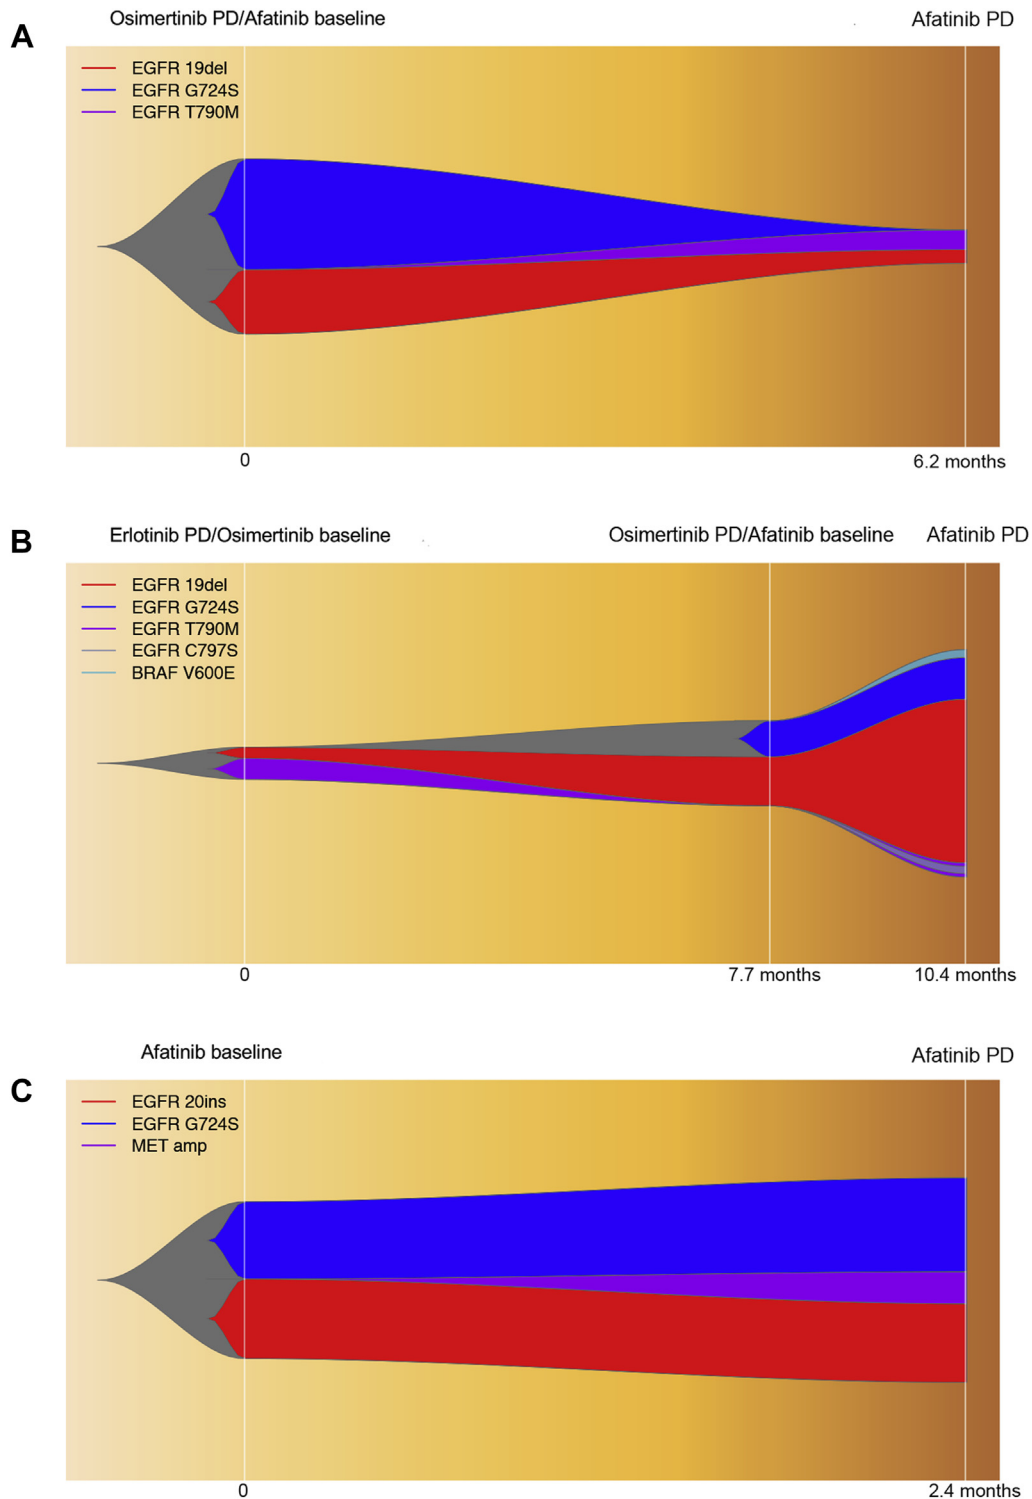 A
Osimertinib PD/Afatinib baseline
Afatinib PD
EGFR 19del
EGFR G724S
EGFR T790M
0
6.2 months
B
Erlotinib PD/Osimertinib baseline
Osimertinib PD/Afatinib baseline
Afatinib PD
EGFR 19del
EGFR G724S
EGFR T790M
EGFR C797S
BRAF V600E
0
7.7 months
10.4 months
C
Afatinib baseline
Afatinib PD
EGFR 20ins
EGFR G724S
MET amp
0
2.4 months